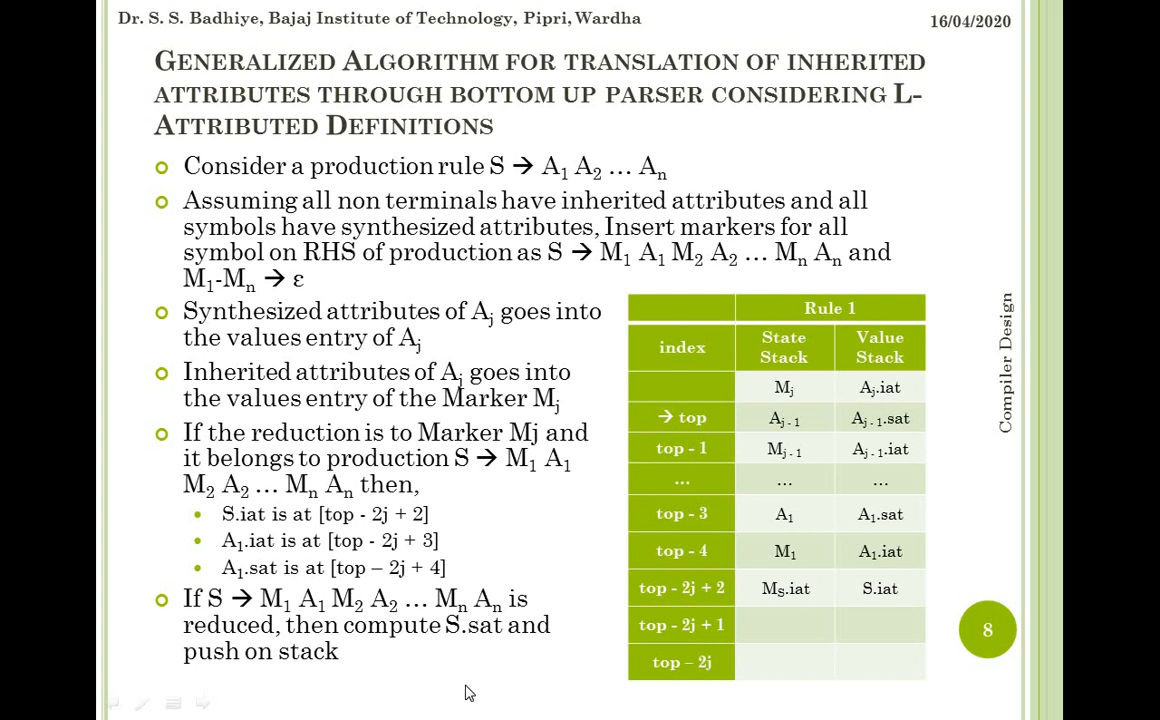 Dr. S. S. Badhiye, Bajaj Institute of Technology, Pipri, Wardha
16/04/2020
GENERALIZED ALGORITHM FOR TRANSLATION OF INHERITED
ATTRIBUTES THROUGH BOTTOM UP PARSER CONSIDERING L-
ATTRIBUTED DEFINITIONS
Consider a production rule S → A₁ A₂ … Aₙ
Assuming all non terminals have inherited attributes and all
symbols have synthesized attributes, Insert markers for all
symbol on RHS of production as S → M₁ A₁ M₂ A₂ … Mₙ Aₙ and
M₁-Mₙ → ε
Synthesized attributes of Aⱼ goes into
the values entry of Aⱼ
Inherited attributes of Aⱼ goes into
the values entry of the Marker Mⱼ
If the reduction is to Marker Mj and
it belongs to production S → M₁ A₁
M₂ A₂ … Mₙ Aₙ then,
S.iat is at [top - 2j + 2]
A₁.iat is at [top - 2j + 3]
A₁.sat is at [top – 2j + 4]
If S → M₁ A₁ M₂ A₂ … Mₙ Aₙ is
reduced, then compute S.sat and
push on stack
Rule 1
index State Stack Value Stack
Mⱼ Aⱼ.iat
→ top Aⱼ₋₁ Aⱼ₋₁.sat
top - 1 Mⱼ₋₁ Aⱼ₋₁.iat
… … …
top - 3 A₁ A₁.sat
top - 4 M₁ A₁.iat
top - 2j + 2 Mₛ.iat S.iat
top - 2j + 1
top – 2j
Compiler Design
8